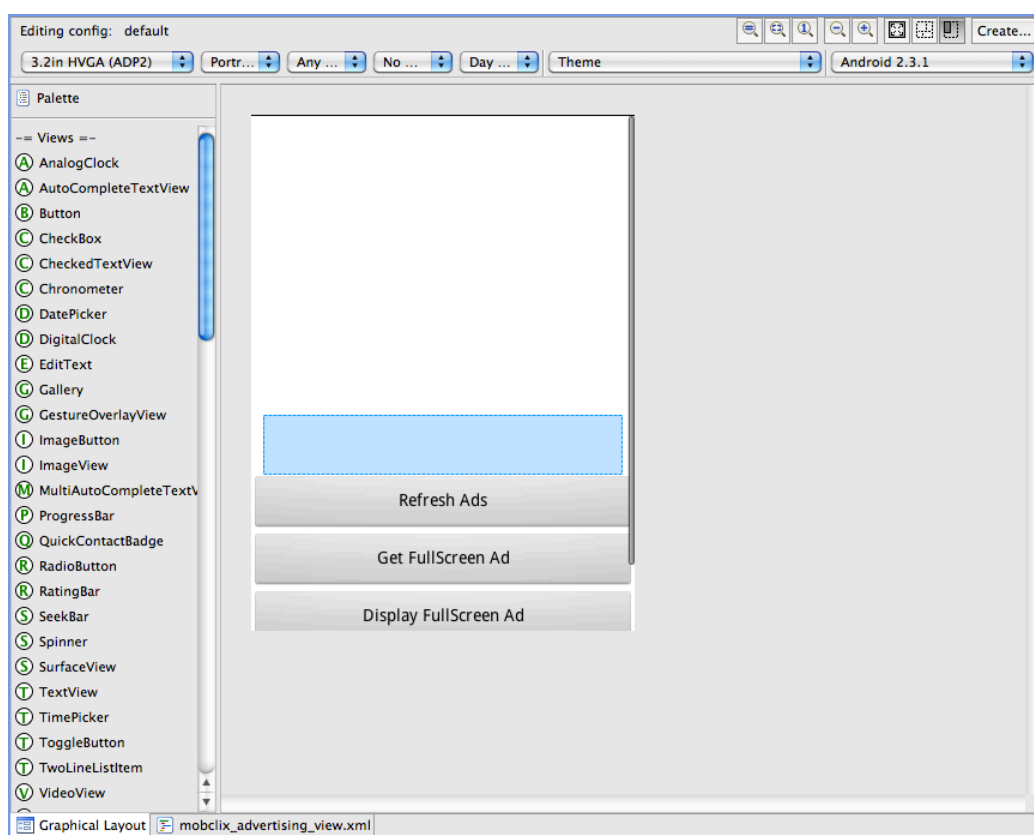 Editing config: default
Create...
3.2in HVGA (ADP2) Portr... Any ... No ... Day ... Theme Android 2.3.1
Palette
-= Views =-
A AnalogClock
A AutoCompleteTextView
B Button
C CheckBox
C CheckedTextView
C Chronometer
D DatePicker
D DigitalClock
E EditText
G Gallery
G GestureOverlayView
I ImageButton
I ImageView
M MultiAutoCompleteTextV
P ProgressBar
Q QuickContactBadge
R RadioButton
R RatingBar
S SeekBar
S Spinner
S SurfaceView
T TextView
T TimePicker
T ToggleButton
T TwoLineListItem
V VideoView
Refresh Ads
Get FullScreen Ad
Display FullScreen Ad
Graphical Layout mobclix_advertising_view.xml